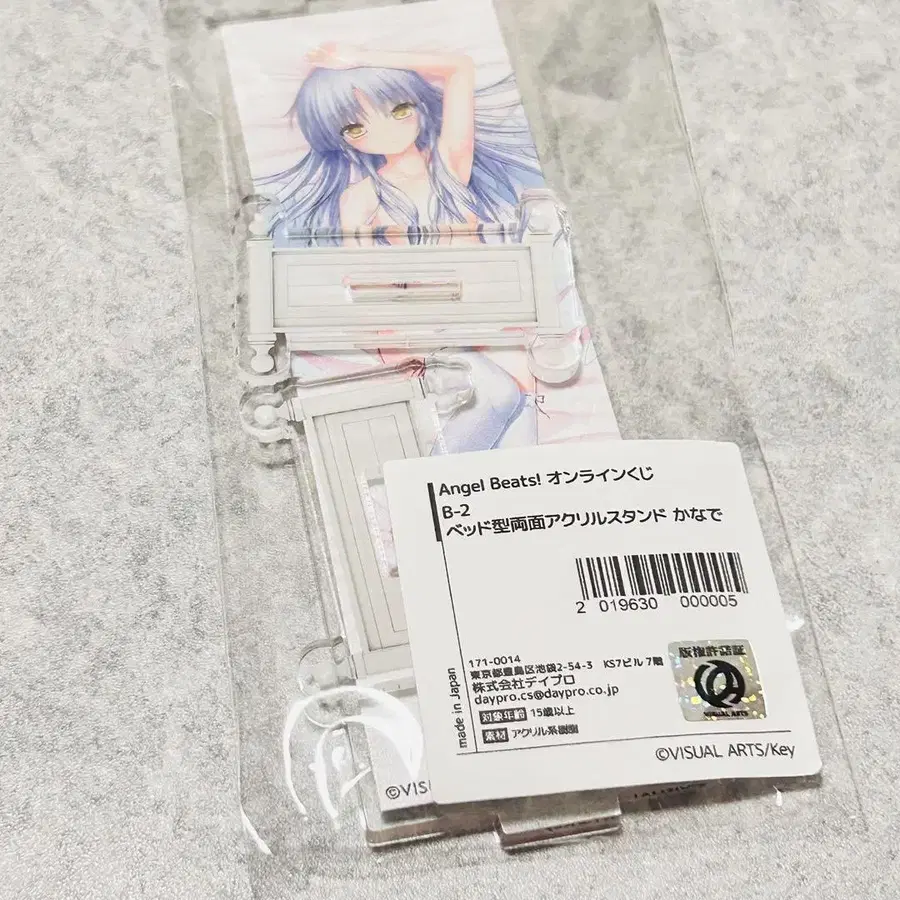 Angel Beats! オンラインくじ
B-2
ベッド型両面アクリルスタンド かなで
2 019630 000005
171-0014
東京都豊島区池袋2-54-3 KS7ビル 7階
株式会社デイプロ
daypro.cs@daypro.co.jp
対象年齢 15歳以上
素材 アクリル系樹脂
made in Japan
版権許諾証
VISUAL ARTS
©VISUAL ARTS/Key
©VIS